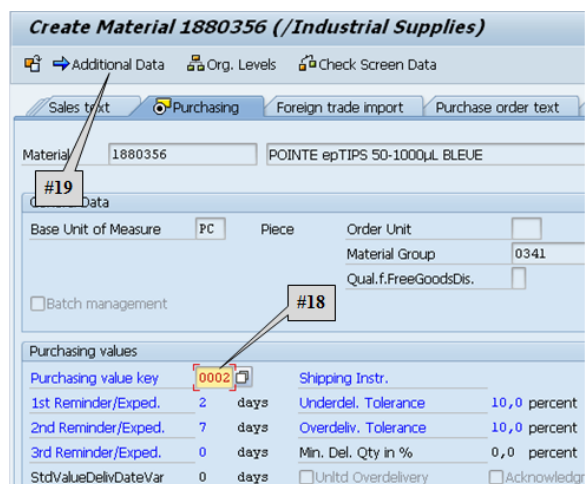 Create Material 1880356 (/Industrial Supplies)
Additional Data Org. Levels Check Screen Data
Sales text Purchasing Foreign trade import Purchase order text
Material 1880356 POINTE epTIPS 50-1000µL BLEUE
#19
Data
Base Unit of Measure PC Piece Order Unit
Material Group 0341
Qual.f.FreeGoodsDis.
Batch management
#18
Purchasing values
Purchasing value key 0002 Shipping Instr.
1st Reminder/Exped. 2 days Underdel. Tolerance 10,0 percent
2nd Reminder/Exped. 7 days Overdeliv. Tolerance 10,0 percent
3rd Reminder/Exped. 0 days Min. Del. Qty in % 0,0 percent
StdValueDelivDateVar 0 days Unltd Overdelivery Acknowledgr